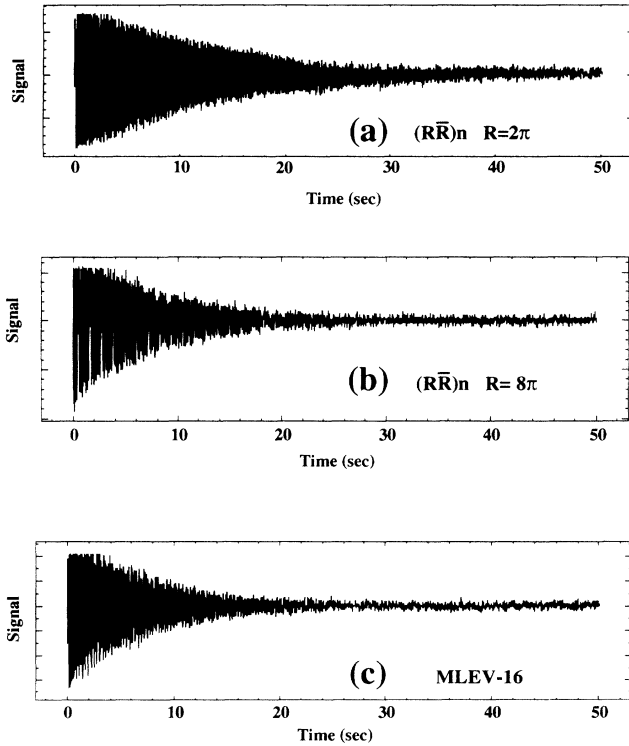 Signal
(a) (RR̅)n R=2π
0 10 20 30 40 50
Time (sec)
Signal
(b) (RR̅)n R= 8π
0 10 20 30 40 50
Time (sec)
Signal
(c) MLEV-16
0 10 20 30 40 50
Time (sec)